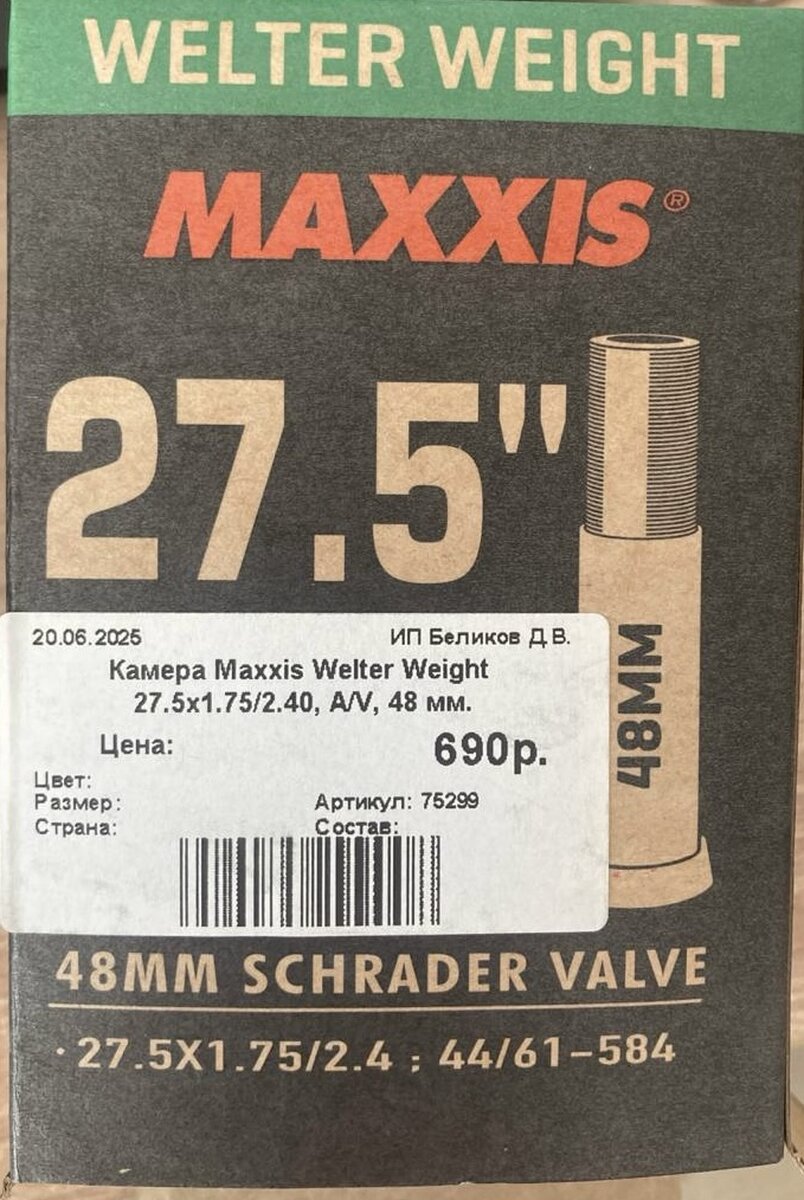 WELTER WEIGHT
MAXXIS®
27.5"
48MM
20.06.2025 ИП Беликов Д.В.
Камера Maxxis Welter Weight
27.5x1.75/2.40, A/V, 48 мм.
Цена: 690р.
Цвет:
Размер: Артикул: 75299
Страна: Состав:
48MM SCHRADER VALVE
· 27.5X1.75/2.4 ; 44/61-584